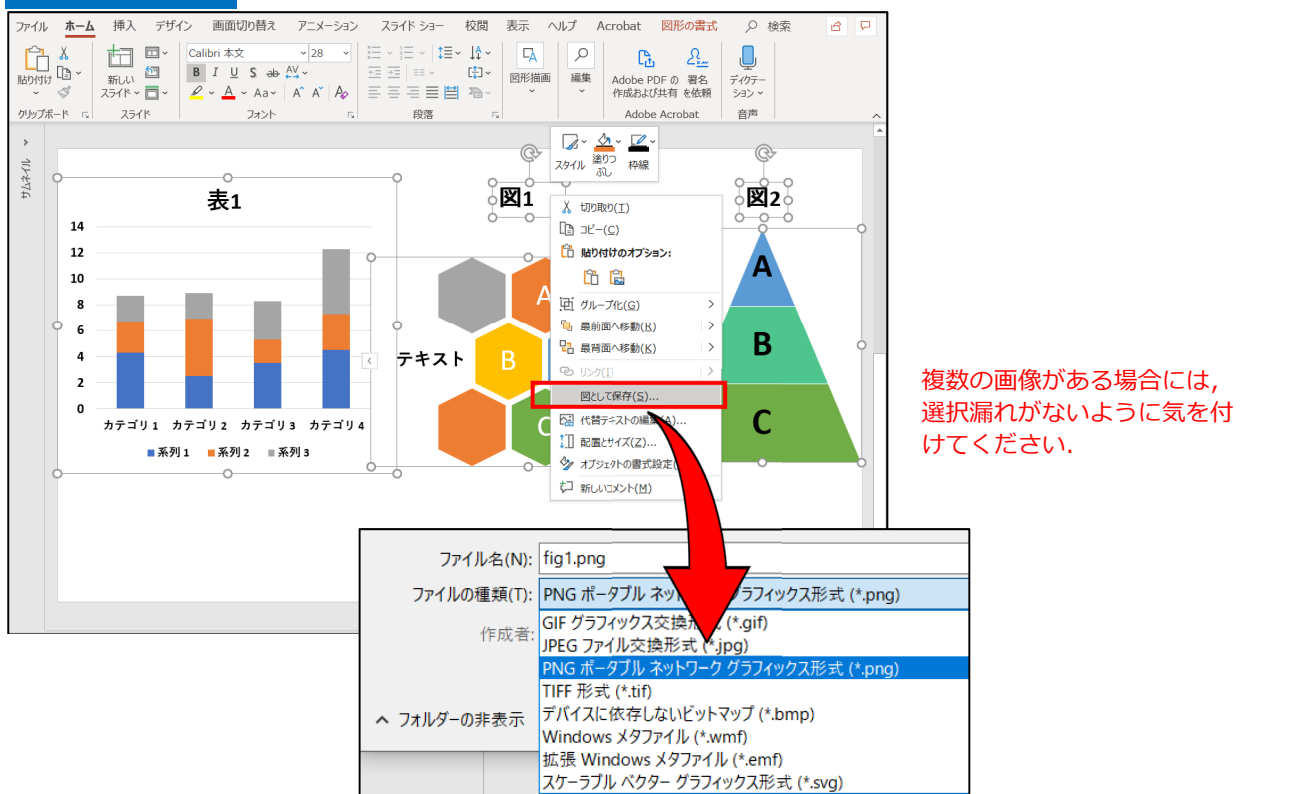 ファイル ホーム 挿入 デザイン 画面切り替え アニメーション スライド ショー 校閲 表示 ヘルプ Acrobat 図形の書式 検索
Calibri 本文 28
貼り付け
新しい
スライド
B I U S ab AV
A Aa A A A
図形描画
編集
Adobe PDF の
作成および共有
署名
を依頼
ディクテー
ション
クリップボード スライド フォント 段落 Adobe Acrobat 音声
サムネイル
スタイル
塗りつ
ぶし
枠線
表1
14
12
10
8
6
4
2
0
カテゴリ 1 カテゴリ 2 カテゴリ 3 カテゴリ 4
系列 1 系列 2 系列 3
図1
テキスト
A
B
C
切り取り(T)
コピー(C)
貼り付けのオプション:
グループ化(G)
最前面へ移動(R)
最背面へ移動(K)
リンク(I)
図として保存(S)...
代替テキストの編集(A)...
配置とサイズ(Z)...
オブジェクトの書式設定(
新しいコメント(M)
図2
A
B
C
複数の画像がある場合には,
選択漏れがないように気を付
けてください.
ファイル名(N): fig1.png
ファイルの種類(T): PNG ポータブル ネットワーク グラフィックス形式 (*.png)
作成者:
GIF グラフィックス交換形式 (*.gif)
JPEG ファイル交換形式 (*.jpg)
PNG ポータブル ネットワーク グラフィックス形式 (*.png)
TIFF 形式 (*.tif)
デバイスに依存しないビットマップ (*.bmp)
Windows メタファイル (*.wmf)
拡張 Windows メタファイル (*.emf)
スケーラブル ベクター グラフィックス形式 (*.svg)
フォルダーの非表示